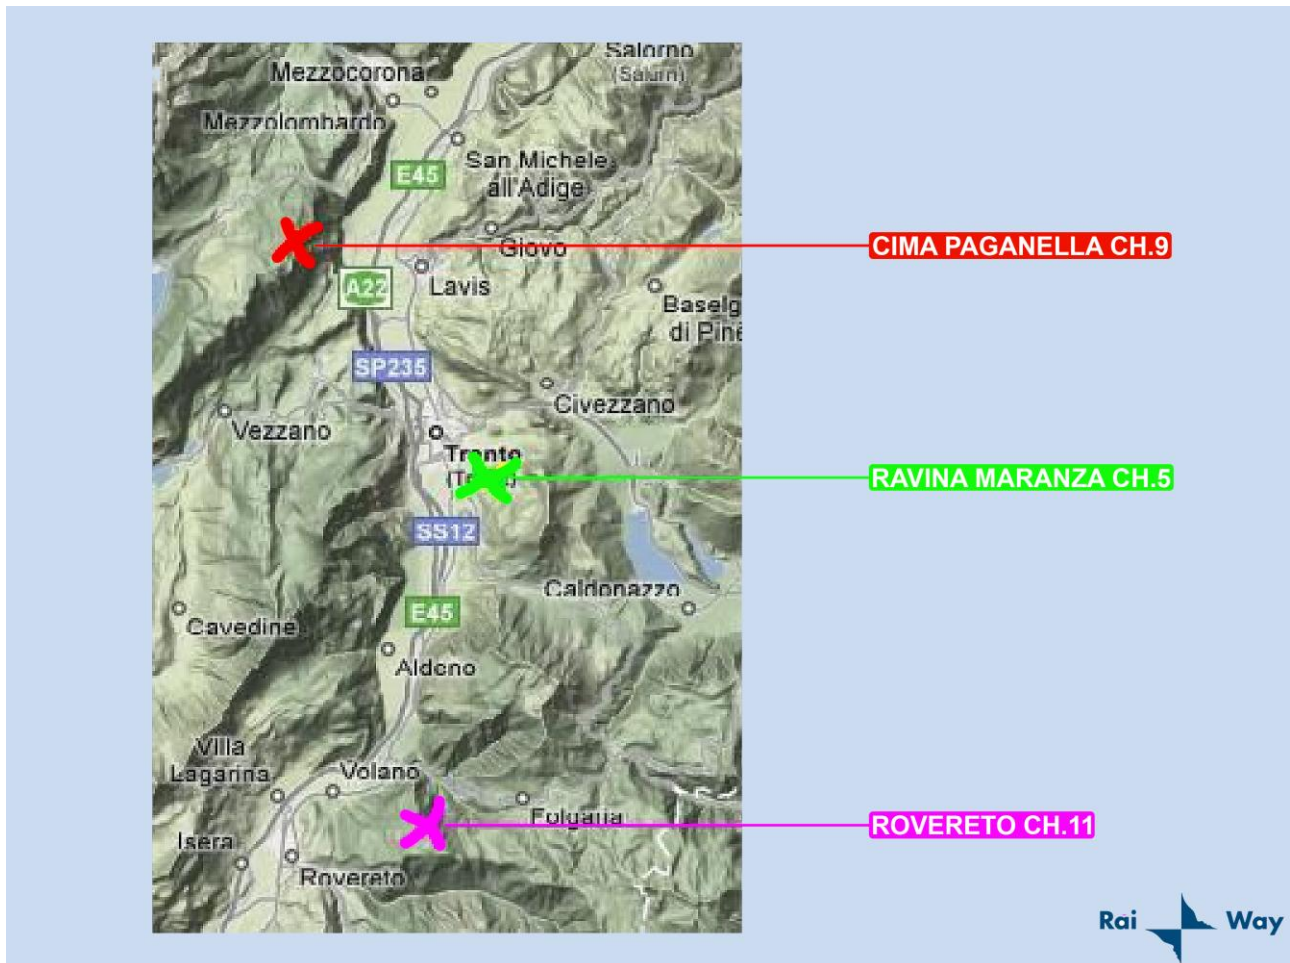 Salorno
(Salurn)
Mezzocorona
Mezzolombardo
San Michele
all'Adige
E45
Giovo
CIMA PAGANELLA CH.9
Lavis
A22
Baselg
di Pinè
SP235
Civezzano
Vezzano
Trento
RAVINA MARANZA CH.5
SS12
Caldonazzo
E45
Cavedine
Aldeno
Villa
Lagarina
Volano
Folgaria
ROVERETO CH.11
Isera
Rovereto
Rai Way